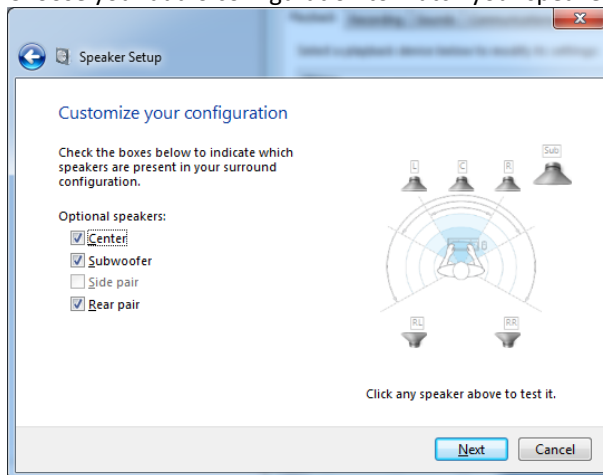 Speaker Setup
Customize your configuration
Check the boxes below to indicate which
speakers are present in your surround
configuration.
Optional speakers:
Center
Subwoofer
Side pair
Rear pair
L C R Sub
RL RR
Click any speaker above to test it.
Next Cancel